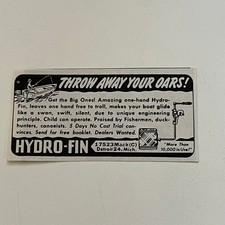 THROW AWAY YOUR OARS!
Get the Big Ones! Amazing one-hand Hydro-
Fin, leaves one hand free to troll, makes your boat glide
like a swan, swift, silent, due to unique engineering
principle. Child can operate. Praised by Fishermen, duck-
hunters, canoeists. 5 Days No Cost Trial con-
vinces. Send for free booklet. Dealers Wanted.
HYDRO-FIN
17523 Mack (C)
Detroit 24, Mich.
"More Than
10,000 in Use!"